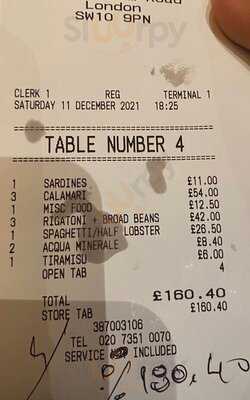 London
SW10 9PN
CLERK 1 REG TERMINAL 1
SATURDAY 11 DECEMBER 2021 18:25
TABLE NUMBER 4
1 SARDINES £11.00
3 CALAMARI £54.00
1 MISC FOOD £12.50
3 RIGATONI + BROAD BEANS £42.00
1 SPAGHETTI/HALF LOBSTER £26.50
2 ACQUA MINERALE £8.40
1 TIRAMISU £6.00
OPEN TAB 4
TOTAL £160.40
STORE TAB £160.40
387003106
TEL 020 7351 0070
SERVICE INCLUDED
190.40